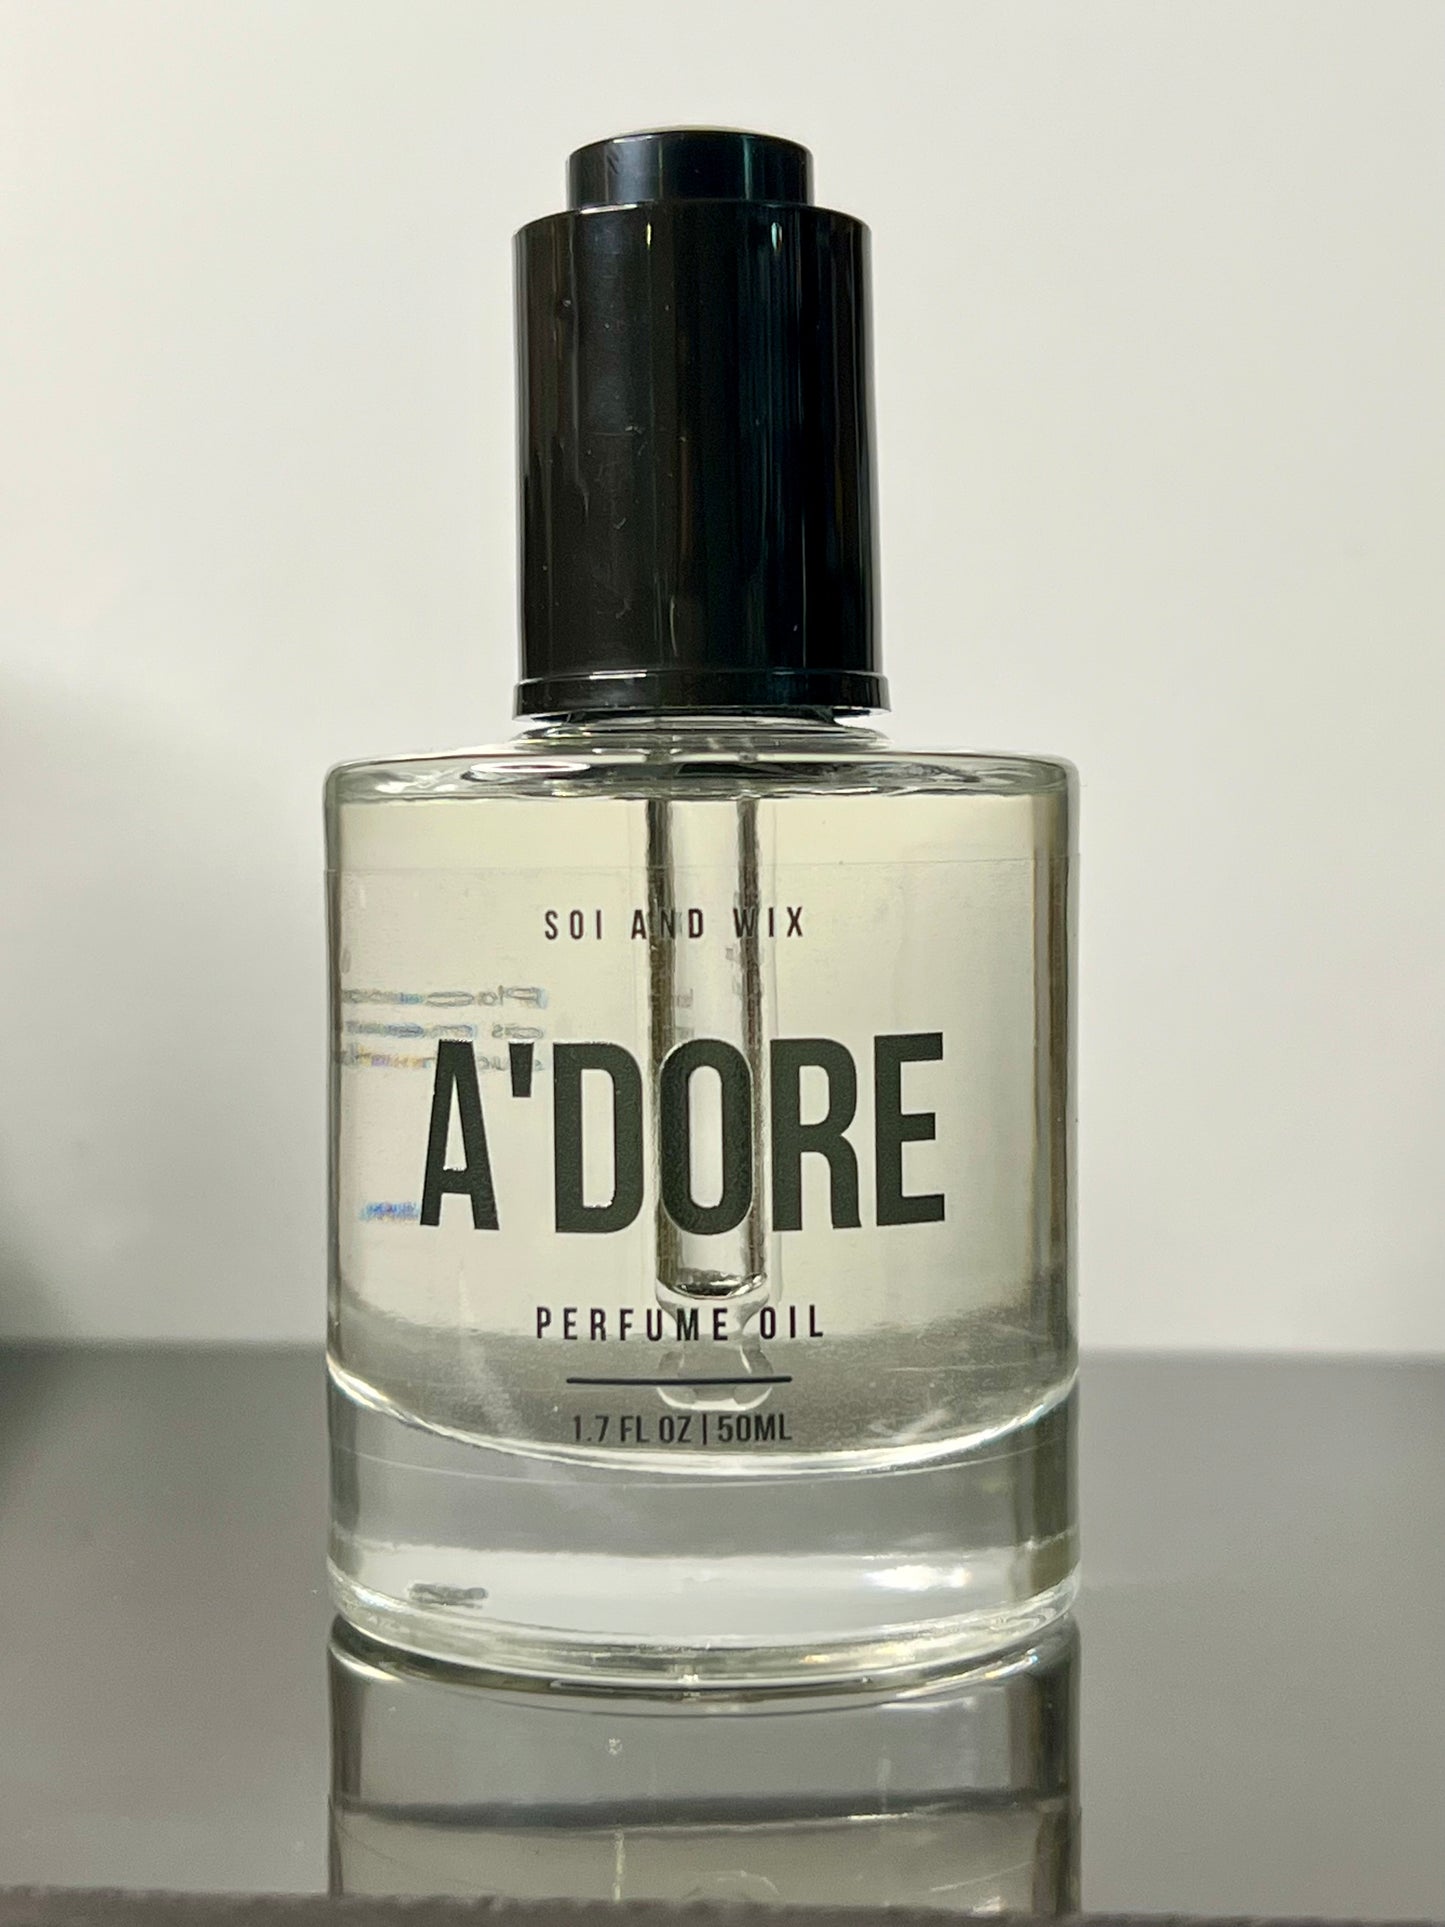 SOI AND WIX
A'DORE
PERFUME OIL
1.7 FL OZ | 50ML